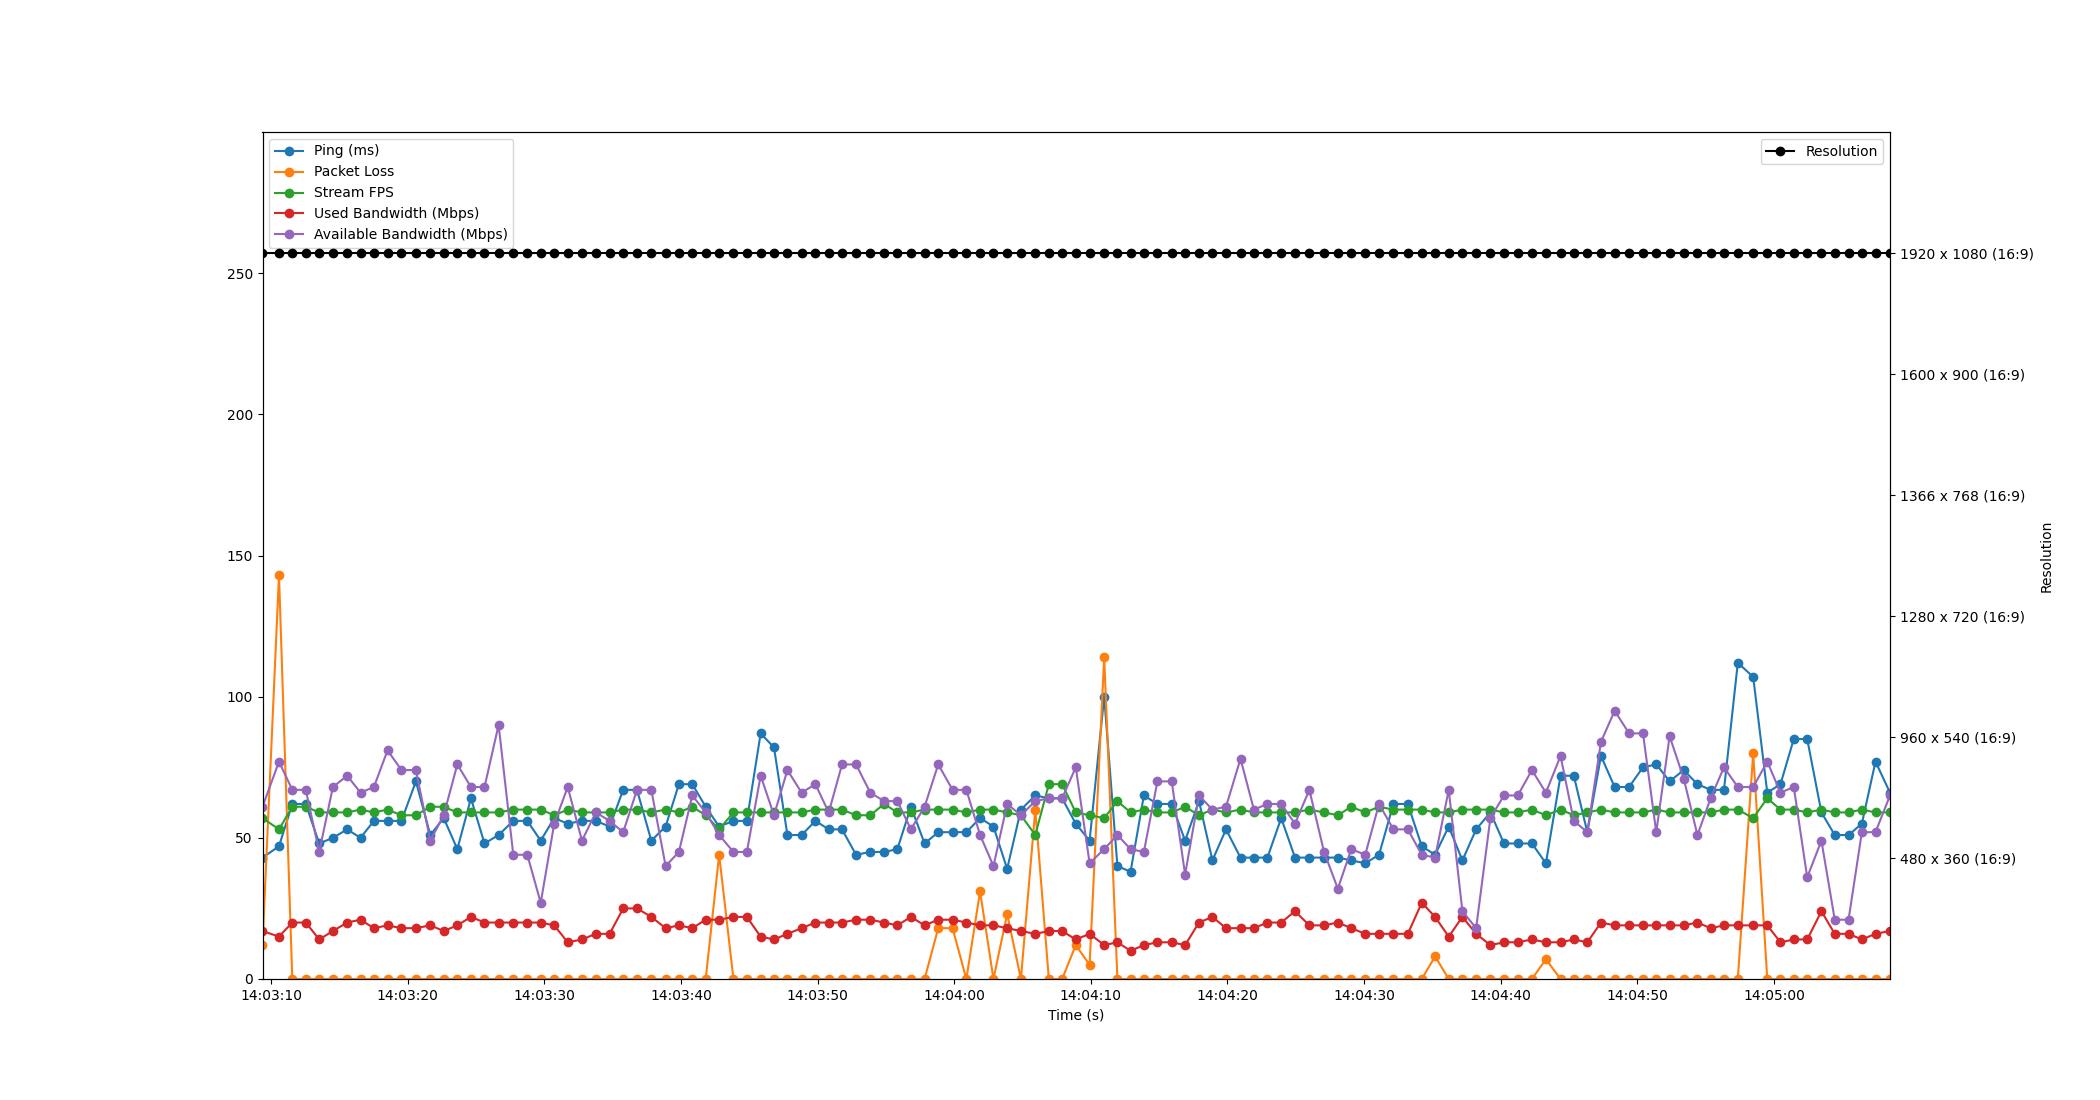 Ping (ms)
Packet Loss
Stream FPS
Used Bandwidth (Mbps)
Available Bandwidth (Mbps)
Resolution
250
200
150
100
50
0
1920 x 1080 (16:9)
1600 x 900 (16:9)
1366 x 768 (16:9)
1280 x 720 (16:9)
960 x 540 (16:9)
480 x 360 (16:9)
Resolution
14:03:10 14:03:20 14:03:30 14:03:40 14:03:50 14:04:00 14:04:10 14:04:20 14:04:30 14:04:40 14:04:50 14:05:00
Time (s)